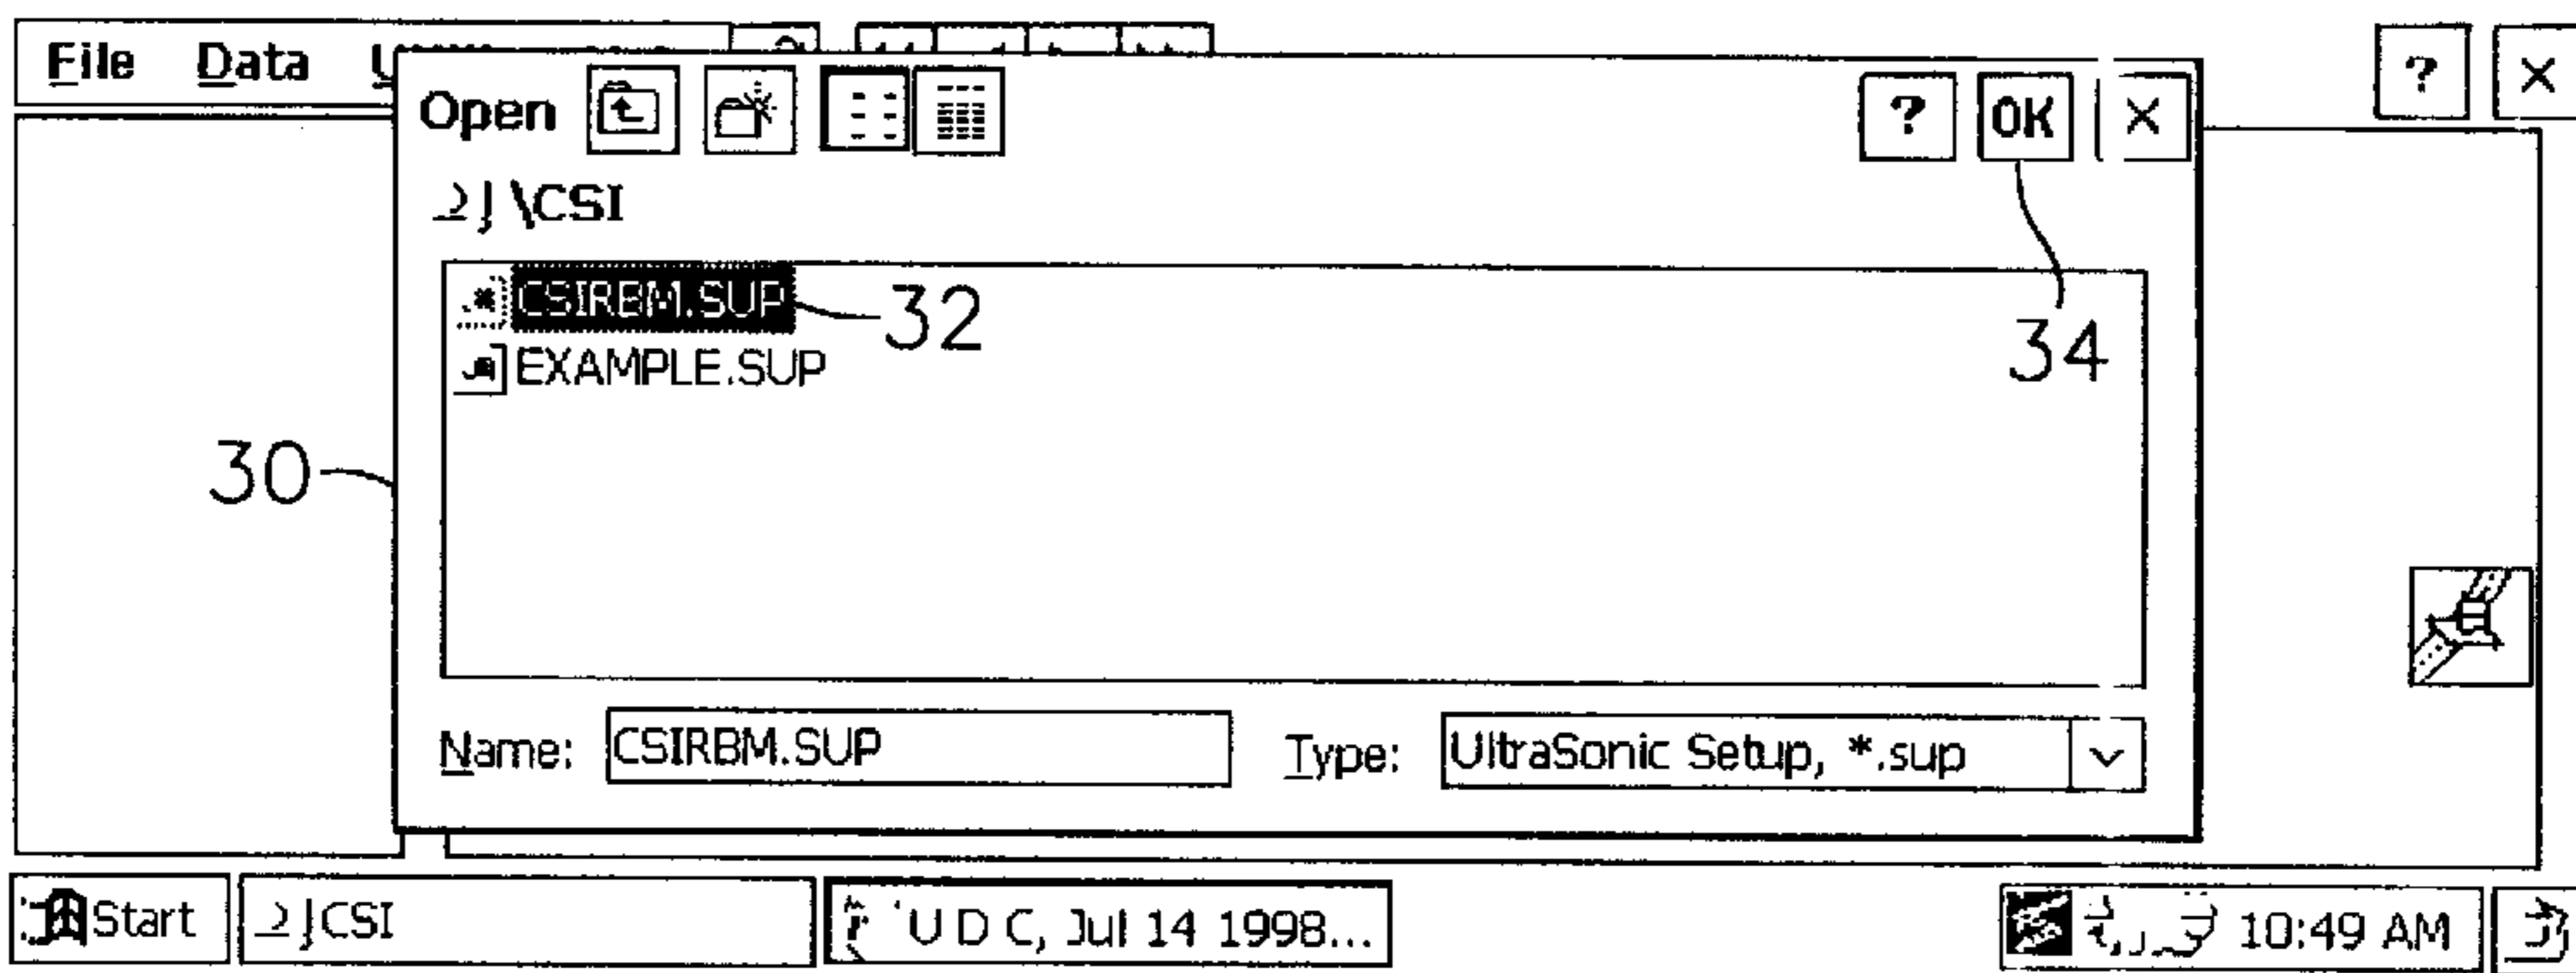 File Data
? ×
Open ? OK ×
\CSI
CSIRBM.SUP 32
EXAMPLE.SUP
34
30
Name: CSIRBM.SUP Type: UltraSonic Setup, *.sup
Start CSI U D C, Jul 14 1998... 10:49 AM